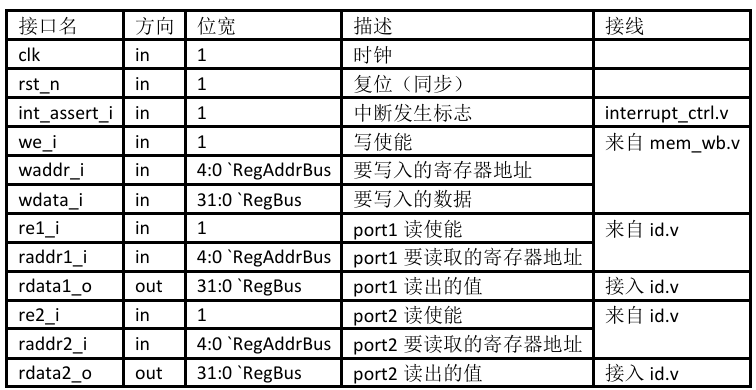 接口名 方向 位宽 描述 接线
clk in 1 时钟
rst_n in 1 复位（同步）
int_assert_i in 1 中断发生标志 interrupt_ctrl.v
we_i in 1 写使能 来自 mem_wb.v
waddr_i in 4:0 `RegAddrBus 要写入的寄存器地址
wdata_i in 31:0 `RegBus 要写入的数据
re1_i in 1 port1 读使能 来自 id.v
raddr1_i in 4:0 `RegAddrBus port1 要读取的寄存器地址
rdata1_o out 31:0 `RegBus port1 读出的值 接入 id.v
re2_i in 1 port2 读使能 来自 id.v
raddr2_i in 4:0 `RegAddrBus port2 要读取的寄存器地址
rdata2_o out 31:0 `RegBus port2 读出的值 接入 id.v